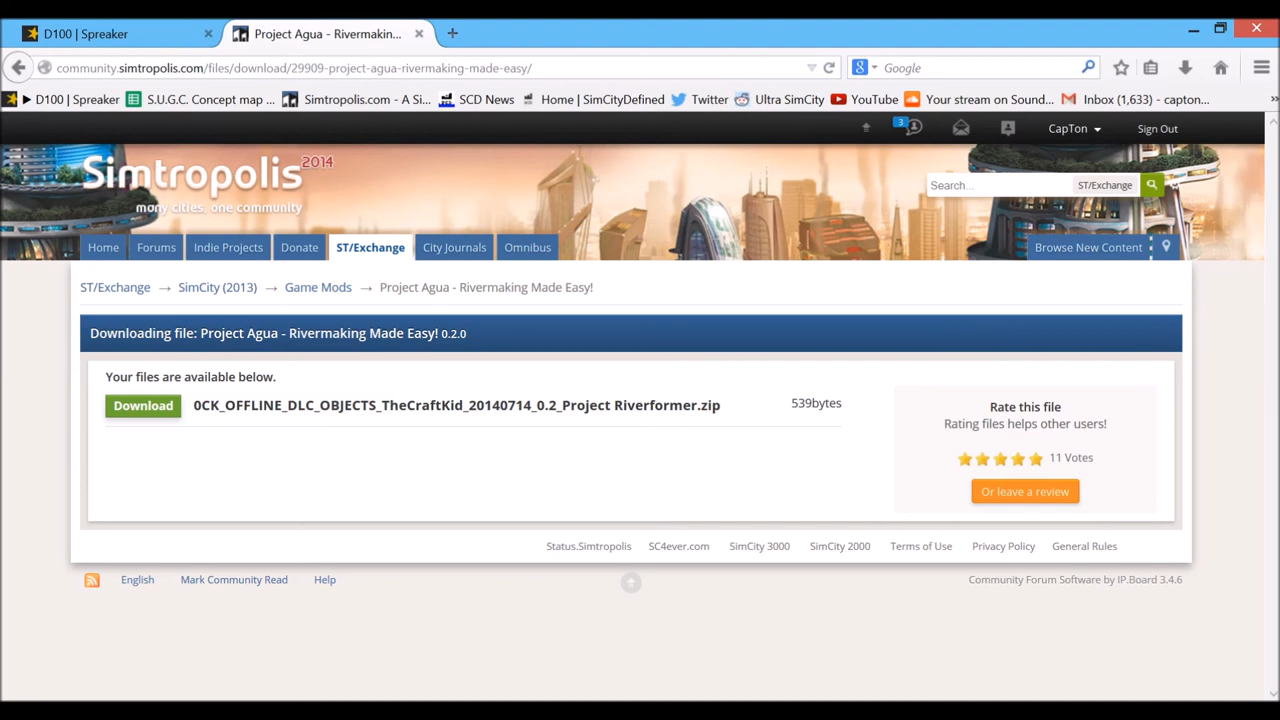 D100 | Spreaker
Project Agua - Rivermakin...
community.simtropolis.com/files/download/29909-project-agua-rivermaking-made-easy/
Google
D100 | Spreaker
S.U.G.C. Concept map ...
Simtropolis.com - A Si...
SCD News
Home | SimCityDefined
Twitter
Ultra SimCity
YouTube
Your stream on Sound...
Inbox (1,633) - capton...
3
CapTon
Sign Out
Simtropolis 2014
many cities, one community
Search...
ST/Exchange
Home
Forums
Indie Projects
Donate
ST/Exchange
City Journals
Omnibus
Browse New Content
ST/Exchange → SimCity (2013) → Game Mods → Project Agua - Rivermaking Made Easy!
Downloading file: Project Agua - Rivermaking Made Easy! 0.2.0
Your files are available below.
Download
0CK_OFFLINE_DLC_OBJECTS_TheCraftKid_20140714_0.2_Project Riverformer.zip
539bytes
Rate this file
Rating files helps other users!
11 Votes
Or leave a review
Status.Simtropolis
SC4ever.com
SimCity 3000
SimCity 2000
Terms of Use
Privacy Policy
General Rules
English
Mark Community Read
Help
Community Forum Software by IP.Board 3.4.6